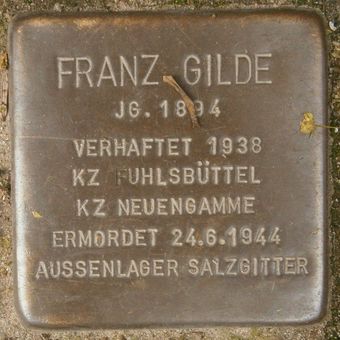 FRANZ GILDE
JG. 1894
VERHAFTET 1938
KZ FUHLSBÜTTEL
KZ NEUENGAMME
ERMORDET 24.6.1944
AUSSENLAGER SALZGITTER